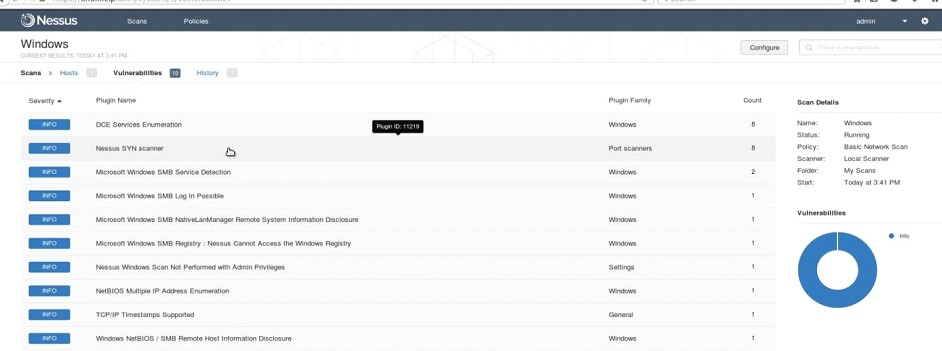 Nessus Scans Policies admin
Windows
CURRENT RESULTS: TODAY AT 3:41 PM
Configure Filter Vulnerabilities
Scans > Hosts 1 Vulnerabilities 10 History 1
Severity Plugin Name Plugin Family Count
INFO DCE Services Enumeration Windows 8
Plugin ID: 11219
INFO Nessus SYN scanner Port scanners 8
INFO Microsoft Windows SMB Service Detection Windows 2
INFO Microsoft Windows SMB Log In Possible Windows 1
INFO Microsoft Windows SMB NativeLanManager Remote System Information Disclosure Windows 1
INFO Microsoft Windows SMB Registry : Nessus Cannot Access the Windows Registry Windows 1
INFO Nessus Windows Scan Not Performed with Admin Privileges Settings 1
INFO NetBIOS Multiple IP Address Enumeration Windows 1
INFO TCP/IP Timestamps Supported General 1
INFO Windows NetBIOS / SMB Remote Host Information Disclosure Windows 1
Scan Details
Name: Windows
Status: Running
Policy: Basic Network Scan
Scanner: Local Scanner
Folder: My Scans
Start: Today at 3:41 PM
Vulnerabilities
Info